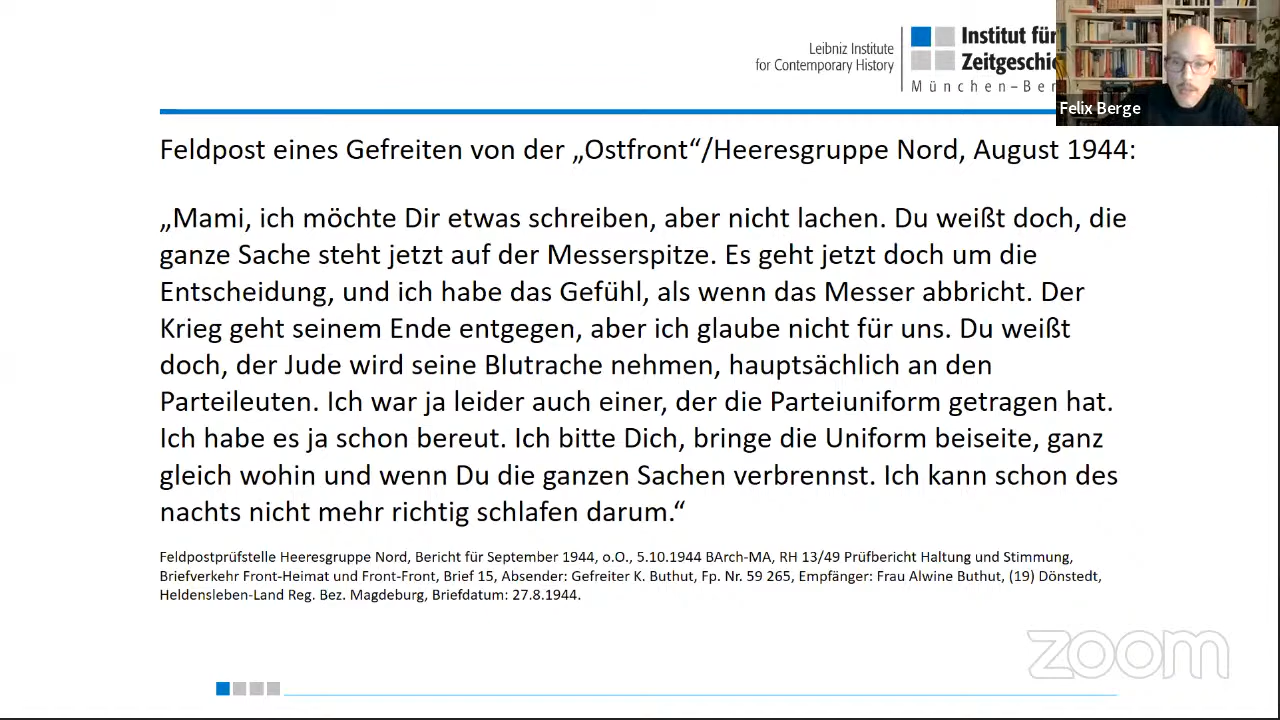 Leibniz Institute
for Contemporary History
Institut für
Zeitgeschie
München–Ber
Felix Berge
Feldpost eines Gefreiten von der „Ostfront“/Heeresgruppe Nord, August 1944:
„Mami, ich möchte Dir etwas schreiben, aber nicht lachen. Du weißt doch, die
ganze Sache steht jetzt auf der Messerspitze. Es geht jetzt doch um die
Entscheidung, und ich habe das Gefühl, als wenn das Messer abbricht. Der
Krieg geht seinem Ende entgegen, aber ich glaube nicht für uns. Du weißt
doch, der Jude wird seine Blutrache nehmen, hauptsächlich an den
Parteileuten. Ich war ja leider auch einer, der die Parteiuniform getragen hat.
Ich habe es ja schon bereut. Ich bitte Dich, bringe die Uniform beiseite, ganz
gleich wohin und wenn Du die ganzen Sachen verbrennst. Ich kann schon des
nachts nicht mehr richtig schlafen darum.“
Feldpostprüfstelle Heeresgruppe Nord, Bericht für September 1944, o.O., 5.10.1944 BArch-MA, RH 13/49 Prüfbericht Haltung und Stimmung,
Briefverkehr Front-Heimat und Front-Front, Brief 15, Absender: Gefreiter K. Buthut, Fp. Nr. 59 265, Empfänger: Frau Alwine Buthut, (19) Dönstedt,
Heldensleben-Land Reg. Bez. Magdeburg, Briefdatum: 27.8.1944.
zoom